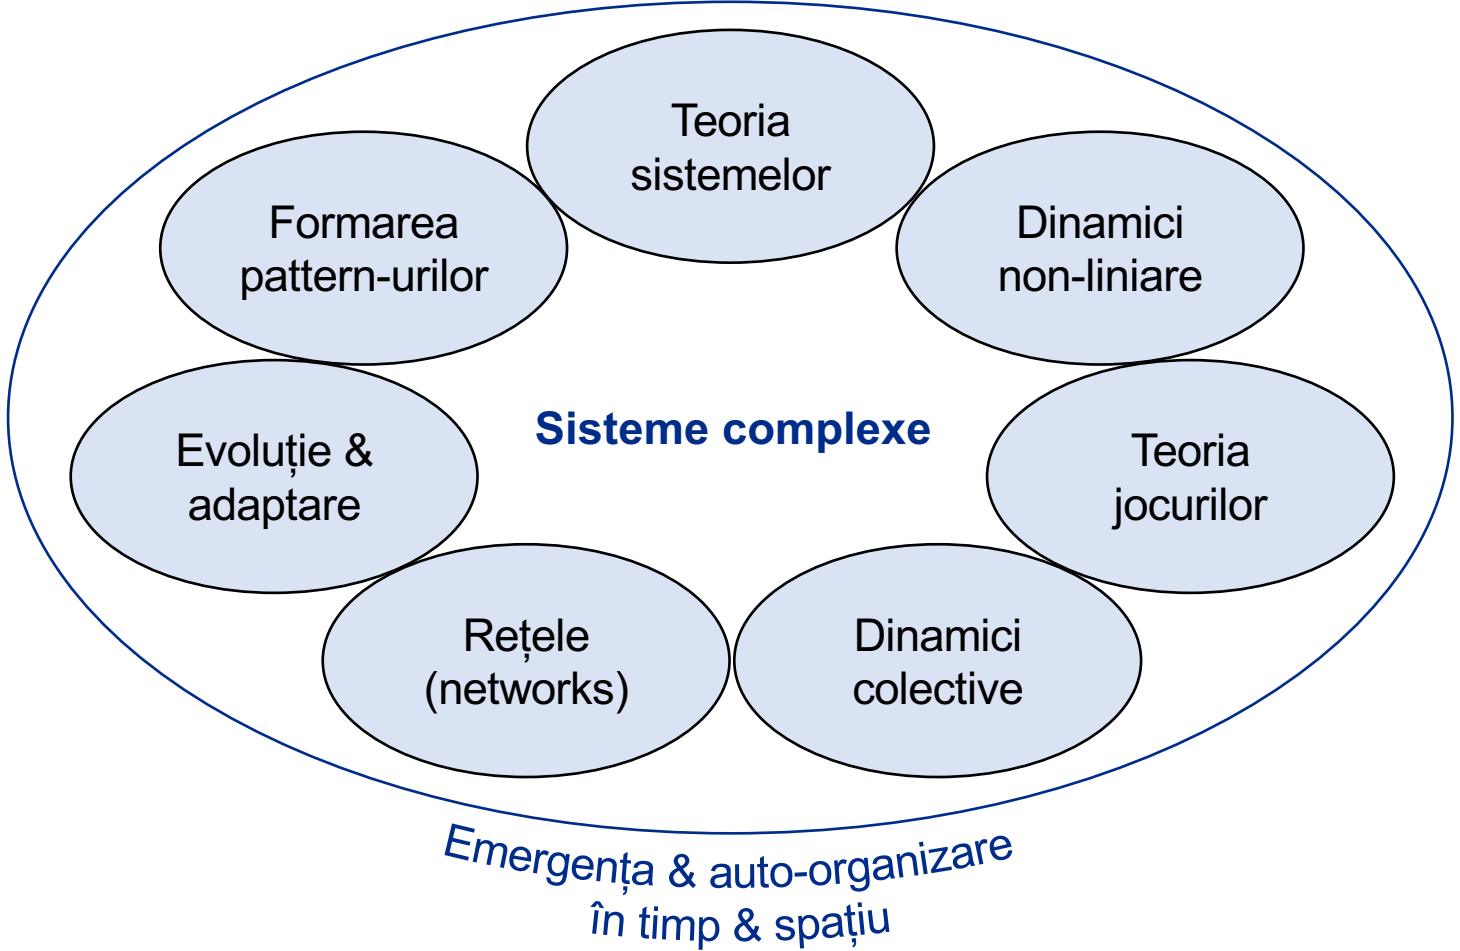 Teoria
sistemelor
Formarea
pattern-urilor
Dinamici
non-liniare
Sisteme complexe
Evoluție &
adaptare
Teoria
jocurilor
Rețele
(networks)
Dinamici
colective
Emergența & auto-organizare
în timp & spațiu